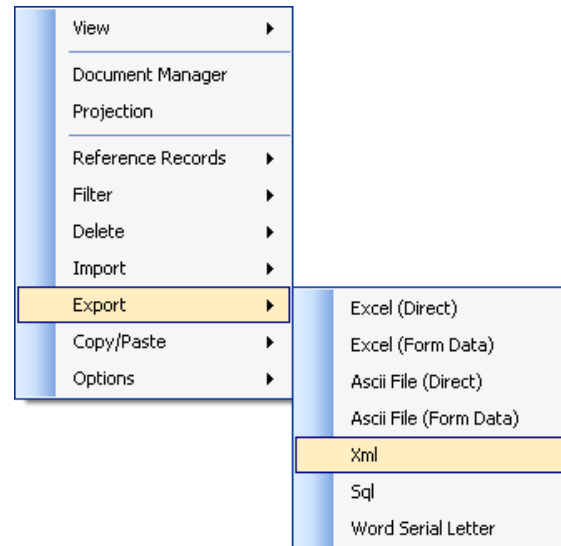 View
Document Manager
Projection
Reference Records
Filter
Delete
Import
Export
Copy/Paste
Options
Excel (Direct)
Excel (Form Data)
Ascii File (Direct)
Ascii File (Form Data)
Xml
Sql
Word Serial Letter